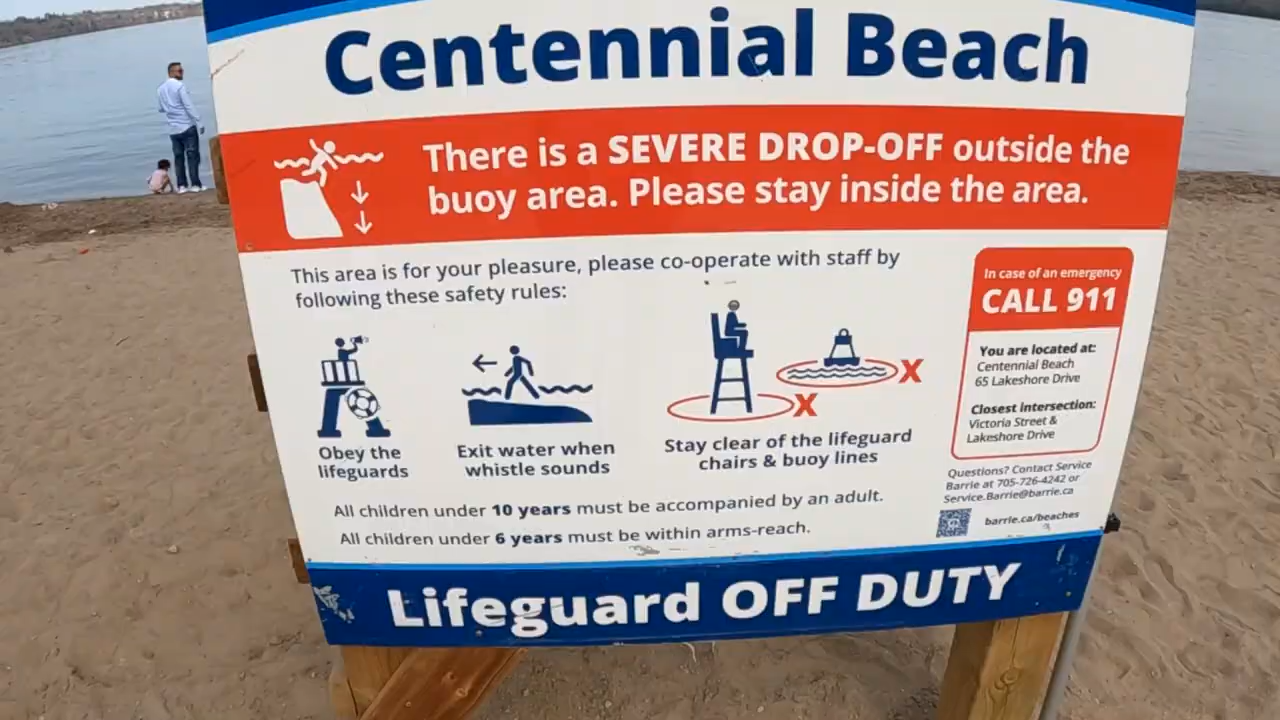 Centennial Beach
There is a SEVERE DROP-OFF outside the
buoy area. Please stay inside the area.
This area is for your pleasure, please co-operate with staff by
following these safety rules:
Obey the
lifeguards
Exit water when
whistle sounds
X
X
Stay clear of the lifeguard
chairs & buoy lines
All children under 10 years must be accompanied by an adult.
All children under 6 years must be within arms-reach.
In case of an emergency
CALL 911
You are located at:
Centennial Beach
65 Lakeshore Drive
Closest intersection:
Victoria Street &
Lakeshore Drive
Questions? Contact Service
Barrie at 705-726-4242 or
Service.Barrie@barrie.ca
barrie.ca/beaches
Lifeguard OFF DUTY